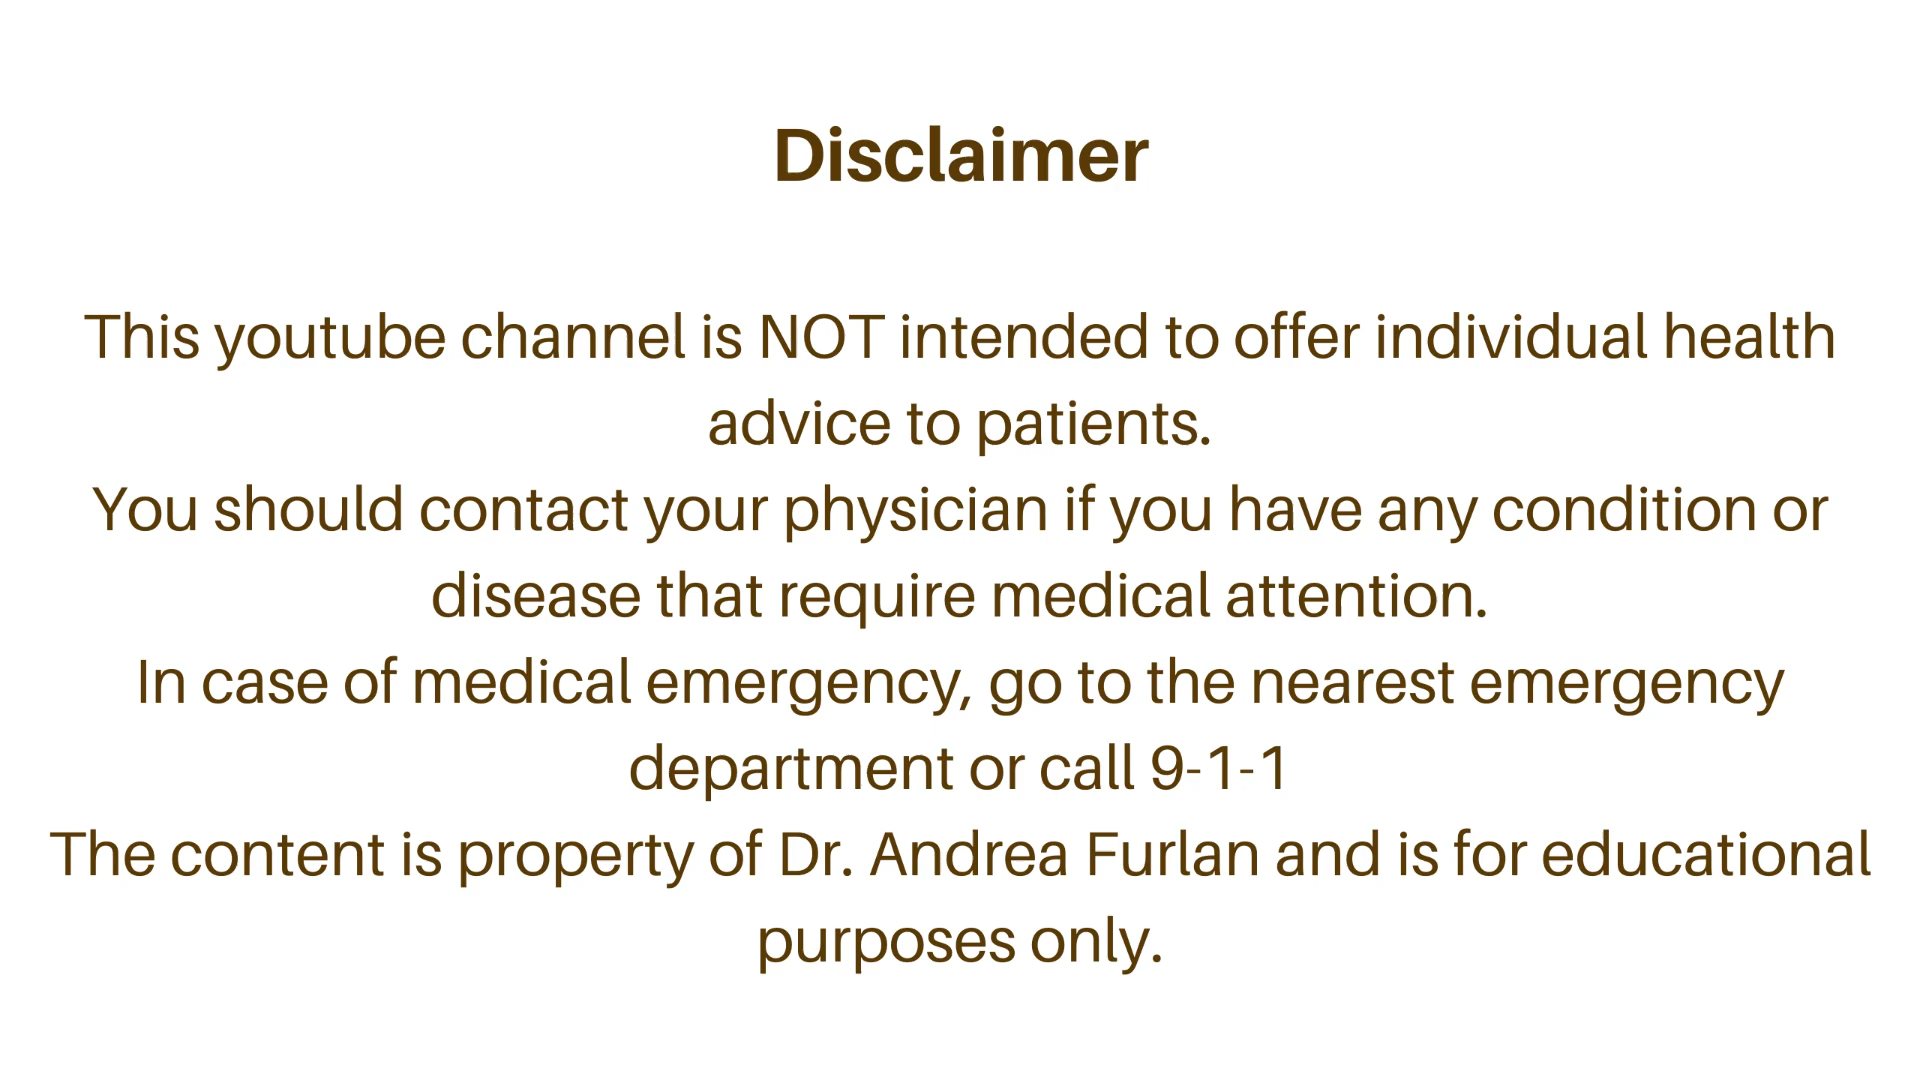 Disclaimer
This youtube channel is NOT intended to offer individual health
advice to patients.
You should contact your physician if you have any condition or
disease that require medical attention.
In case of medical emergency, go to the nearest emergency
department or call 9-1-1
The content is property of Dr. Andrea Furlan and is for educational
purposes only.